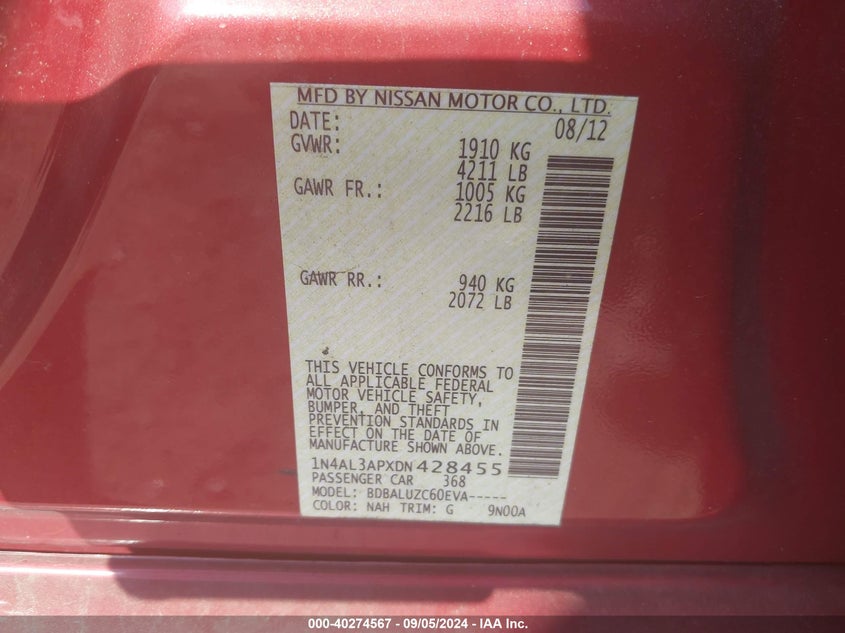 MFD BY NISSAN MOTOR CO., LTD.
DATE: 08/12
GVWR: 1910 KG
4211 LB
GAWR FR.: 1005 KG
2216 LB
GAWR RR.: 940 KG
2072 LB
THIS VEHICLE CONFORMS TO
ALL APPLICABLE FEDERAL
MOTOR VEHICLE SAFETY,
BUMPER, AND THEFT
PREVENTION STANDARDS IN
EFFECT ON THE DATE OF
MANUFACTURE SHOWN ABOVE.
1N4AL3APXDN428455
PASSENGER CAR 368
MODEL: BDBALUZC60EVA-----
COLOR: NAH TRIM: G 9N00A
000-40274567 - 09/05/2024 - IAA Inc.